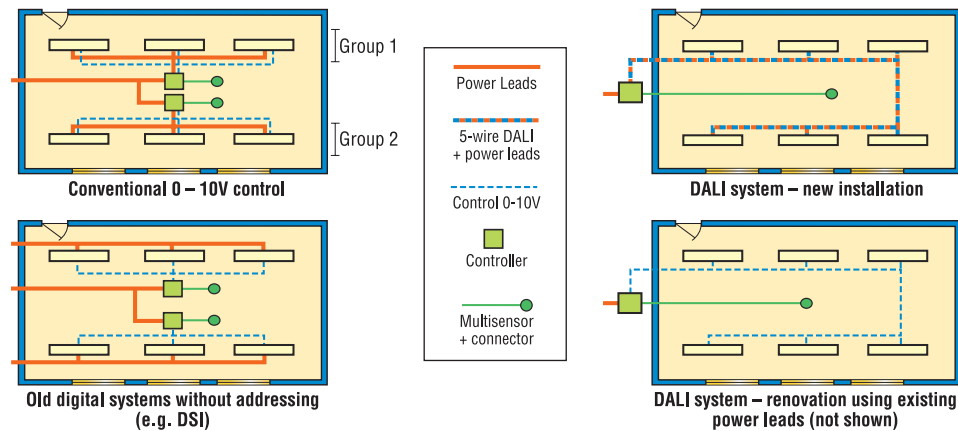 Group 1
Group 2
Conventional 0 – 10V control
Old digital systems without addressing
(e.g. DSI)
Power Leads
5-wire DALI
+ power leads
Control 0-10V
Controller
Multisensor
+ connector
DALI system – new installation
DALI system – renovation using existing
power leads (not shown)